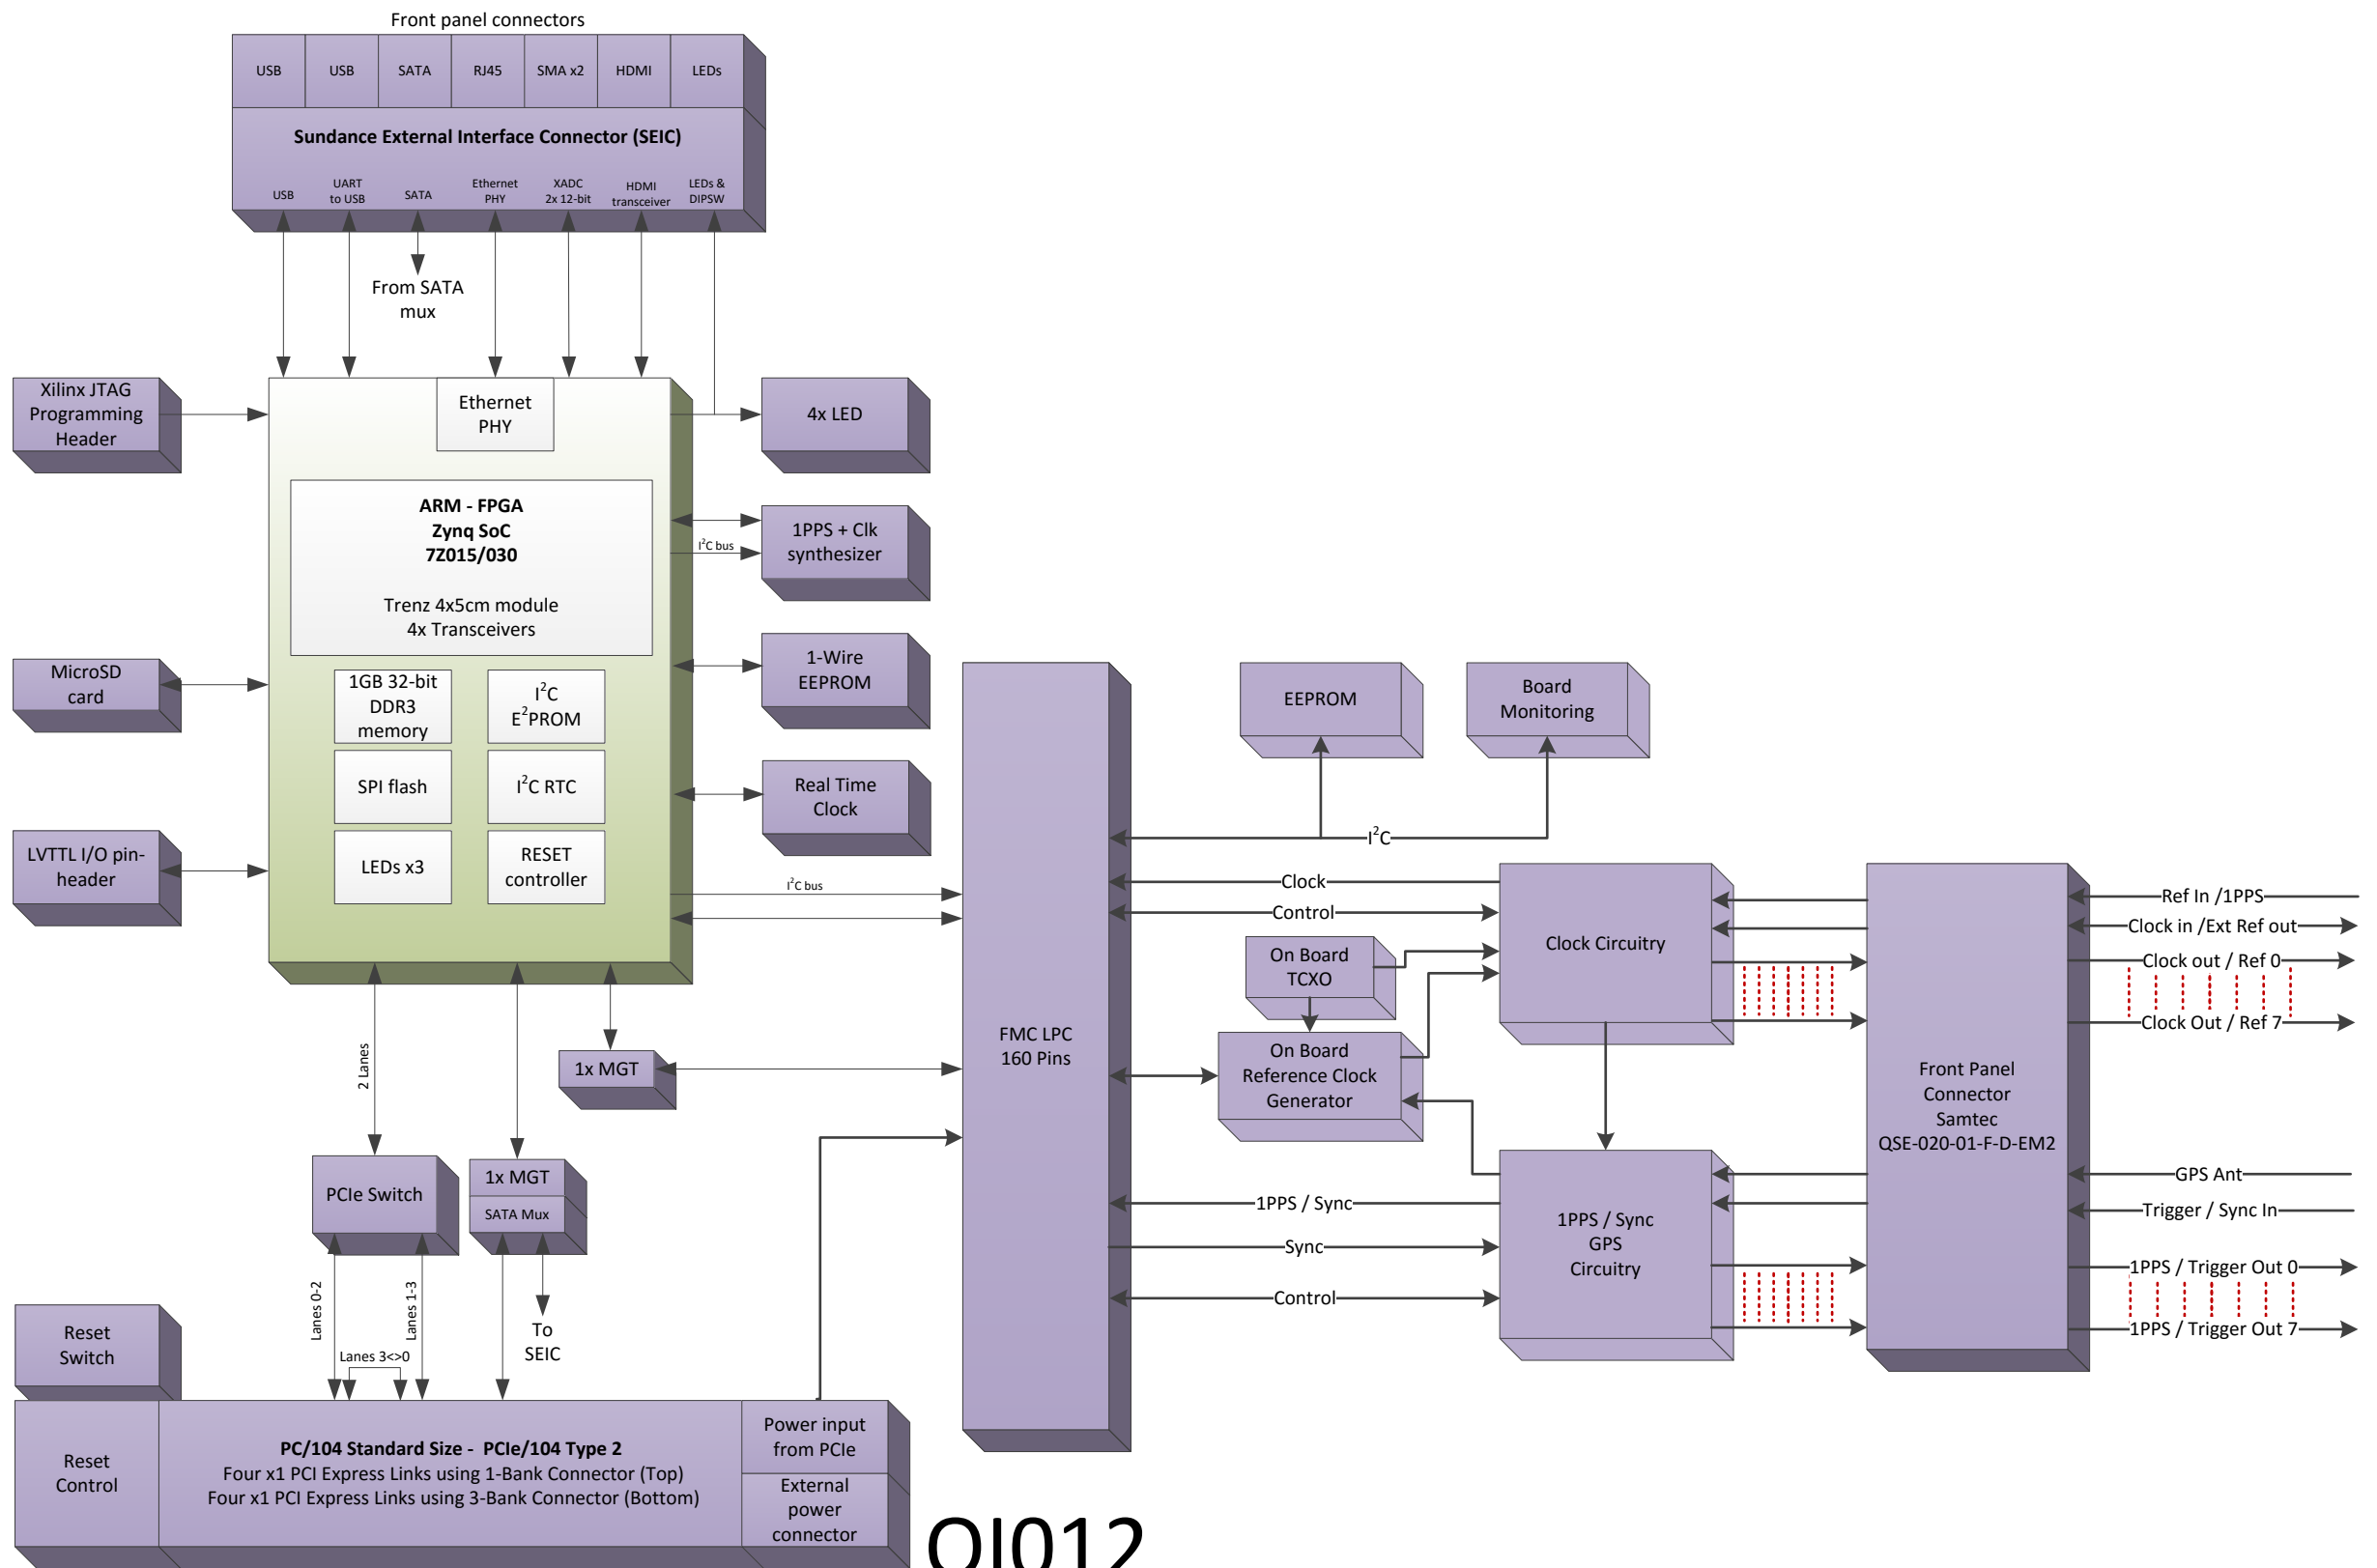 Front panel connectors
USB
USB
SATA
RJ45
SMA x2
HDMI
LEDs
Sundance External Interface Connector (SEIC)
USB
UART
to USB
SATA
Ethernet
PHY
XADC
2x 12-bit
HDMI
transceiver
LEDs &
DIPSW
From SATA
mux
Xilinx JTAG
Programming
Header
Ethernet
PHY
4x LED
ARM - FPGA
Zynq SoC
7Z015/030
Trenz 4x5cm module
4x Transceivers
I²C bus
1PPS + Clk
synthesizer
MicroSD
card
1GB 32-bit
DDR3
memory
I²C
E²PROM
1-Wire
EEPROM
SPI flash
I²C RTC
Real Time
Clock
LVTTL I/O pin-
header
LEDs x3
RESET
controller
I²C bus
EEPROM
Board
Monitoring
I²C
Clock
Control
Clock Circuitry
On Board
TCXO
On Board
Reference Clock
Generator
FMC LPC
160 Pins
1x MGT
2 Lanes
PCIe Switch
1x MGT
SATA Mux
1PPS / Sync
Sync
Control
1PPS / Sync
GPS
Circuitry
Front Panel
Connector
Samtec
QSE-020-01-F-D-EM2
Ref In /1PPS
Clock in /Ext Ref out
Clock out / Ref 0
Clock Out / Ref 7
GPS Ant
Trigger / Sync In
1PPS / Trigger Out 0
1PPS / Trigger Out 7
Lanes 0-2
Lanes 1-3
Lanes 3<>0
To
SEIC
Reset
Switch
Reset
Control
PC/104 Standard Size - PCIe/104 Type 2
Four x1 PCI Express Links using 1-Bank Connector (Top)
Four x1 PCI Express Links using 3-Bank Connector (Bottom)
Power input
from PCIe
External
power
connector